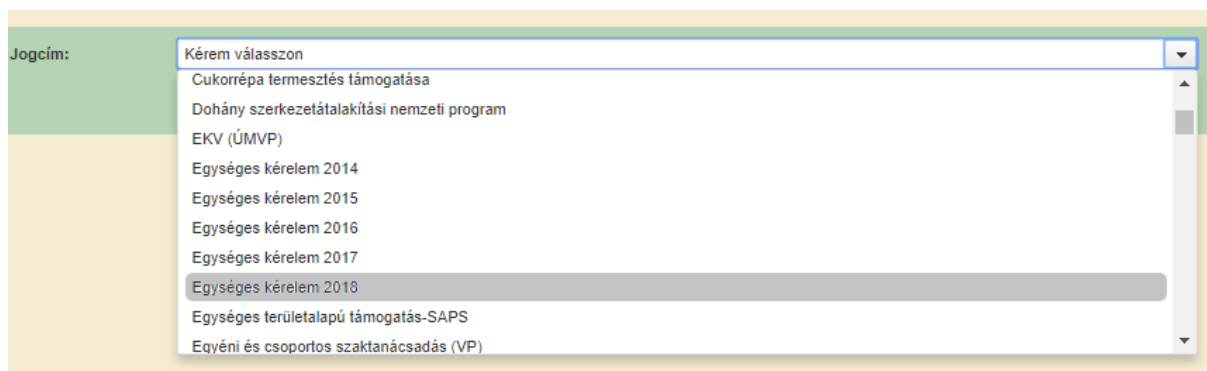 Jogcím:
Kérem válasszon
Cukorrépa termesztés támogatása
Dohány szerkezetátalakítási nemzeti program
EKV (ÚMVP)
Egységes kérelem 2014
Egységes kérelem 2015
Egységes kérelem 2016
Egységes kérelem 2017
Egységes kérelem 2018
Egységes területalapú támogatás-SAPS
Egyéni és csoportos szaktanácsadás (VP)